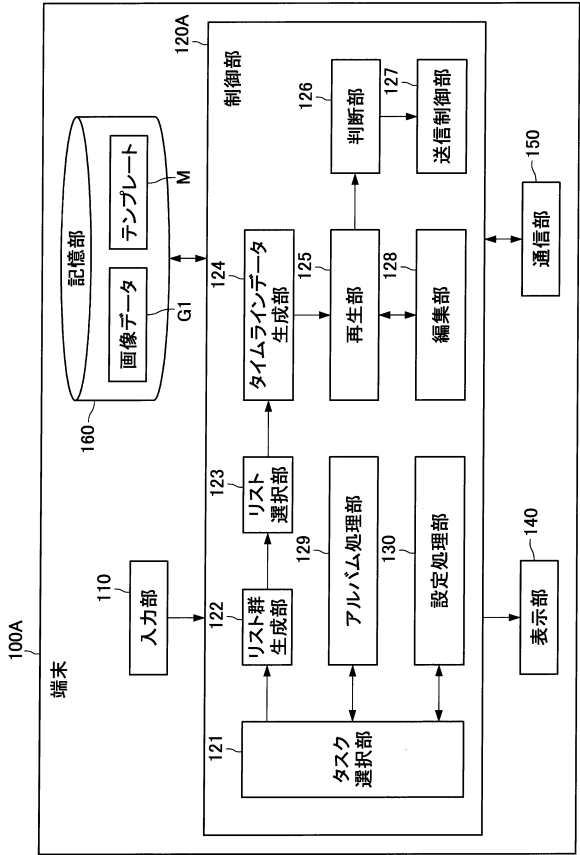 100A
端末
110
入力部
160
記憶部
画像データ
テンプレート
G1
M
120A
制御部
121
タスク
選択部
122
リスト群
生成部
123
リスト
選択部
124
タイムラインデータ
生成部
125
再生部
126
判断部
127
送信制御部
128
編集部
129
アルバム処理部
130
設定処理部
140
表示部
150
通信部